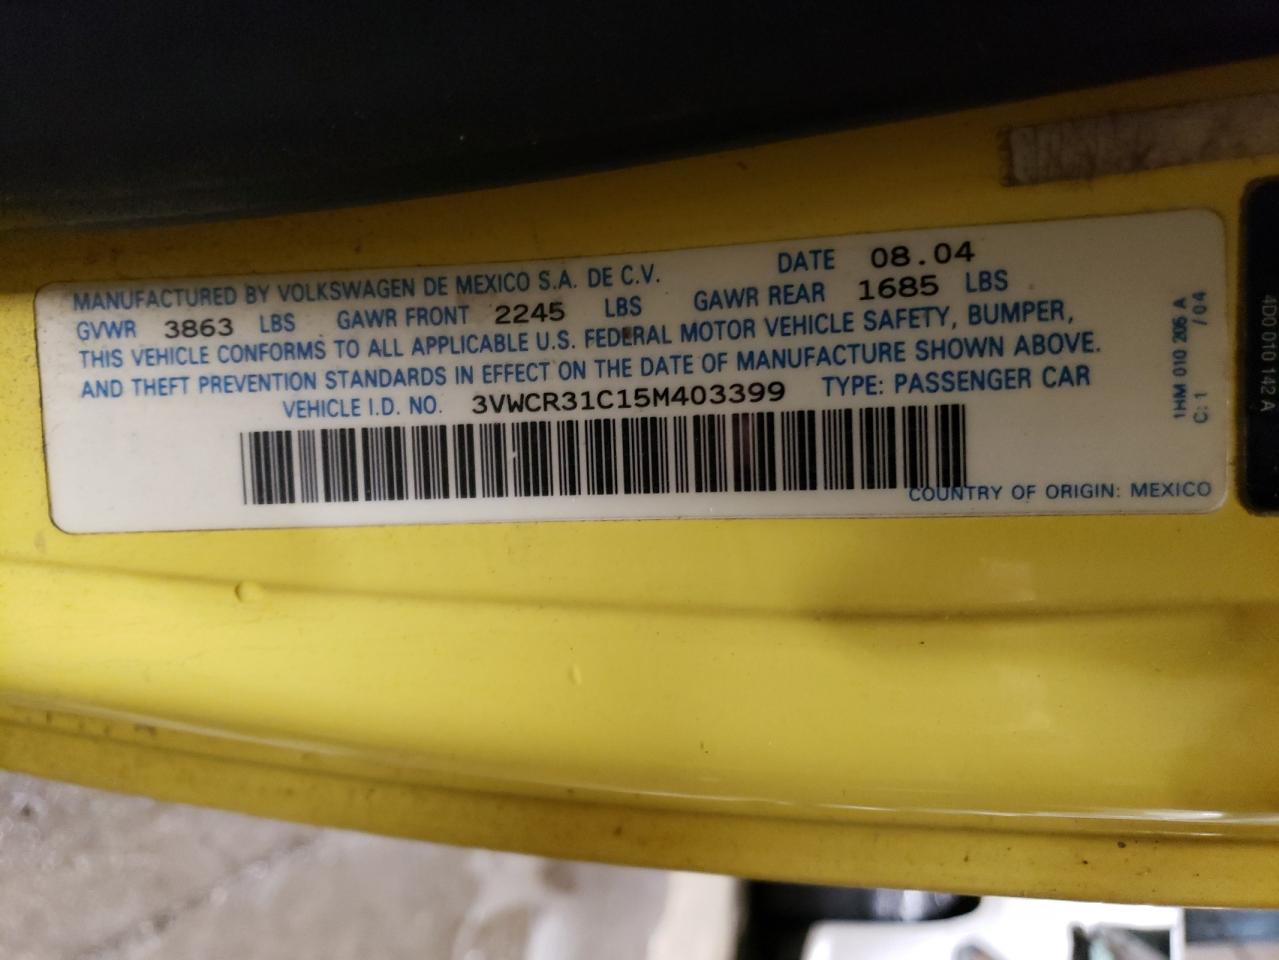 MANUFACTURED BY VOLKSWAGEN DE MEXICO S.A. DE C.V. DATE 08.04
GVWR 3863 LBS GAWR FRONT 2245 LBS GAWR REAR 1685 LBS
THIS VEHICLE CONFORMS TO ALL APPLICABLE U.S. FEDERAL MOTOR VEHICLE SAFETY, BUMPER,
AND THEFT PREVENTION STANDARDS IN EFFECT ON THE DATE OF MANUFACTURE SHOWN ABOVE.
VEHICLE I.D. NO. 3VWCR31C15M403399 TYPE: PASSENGER CAR
COUNTRY OF ORIGIN: MEXICO
1HM 010 205 A
C: 1 / 04
4D0 010 142 A